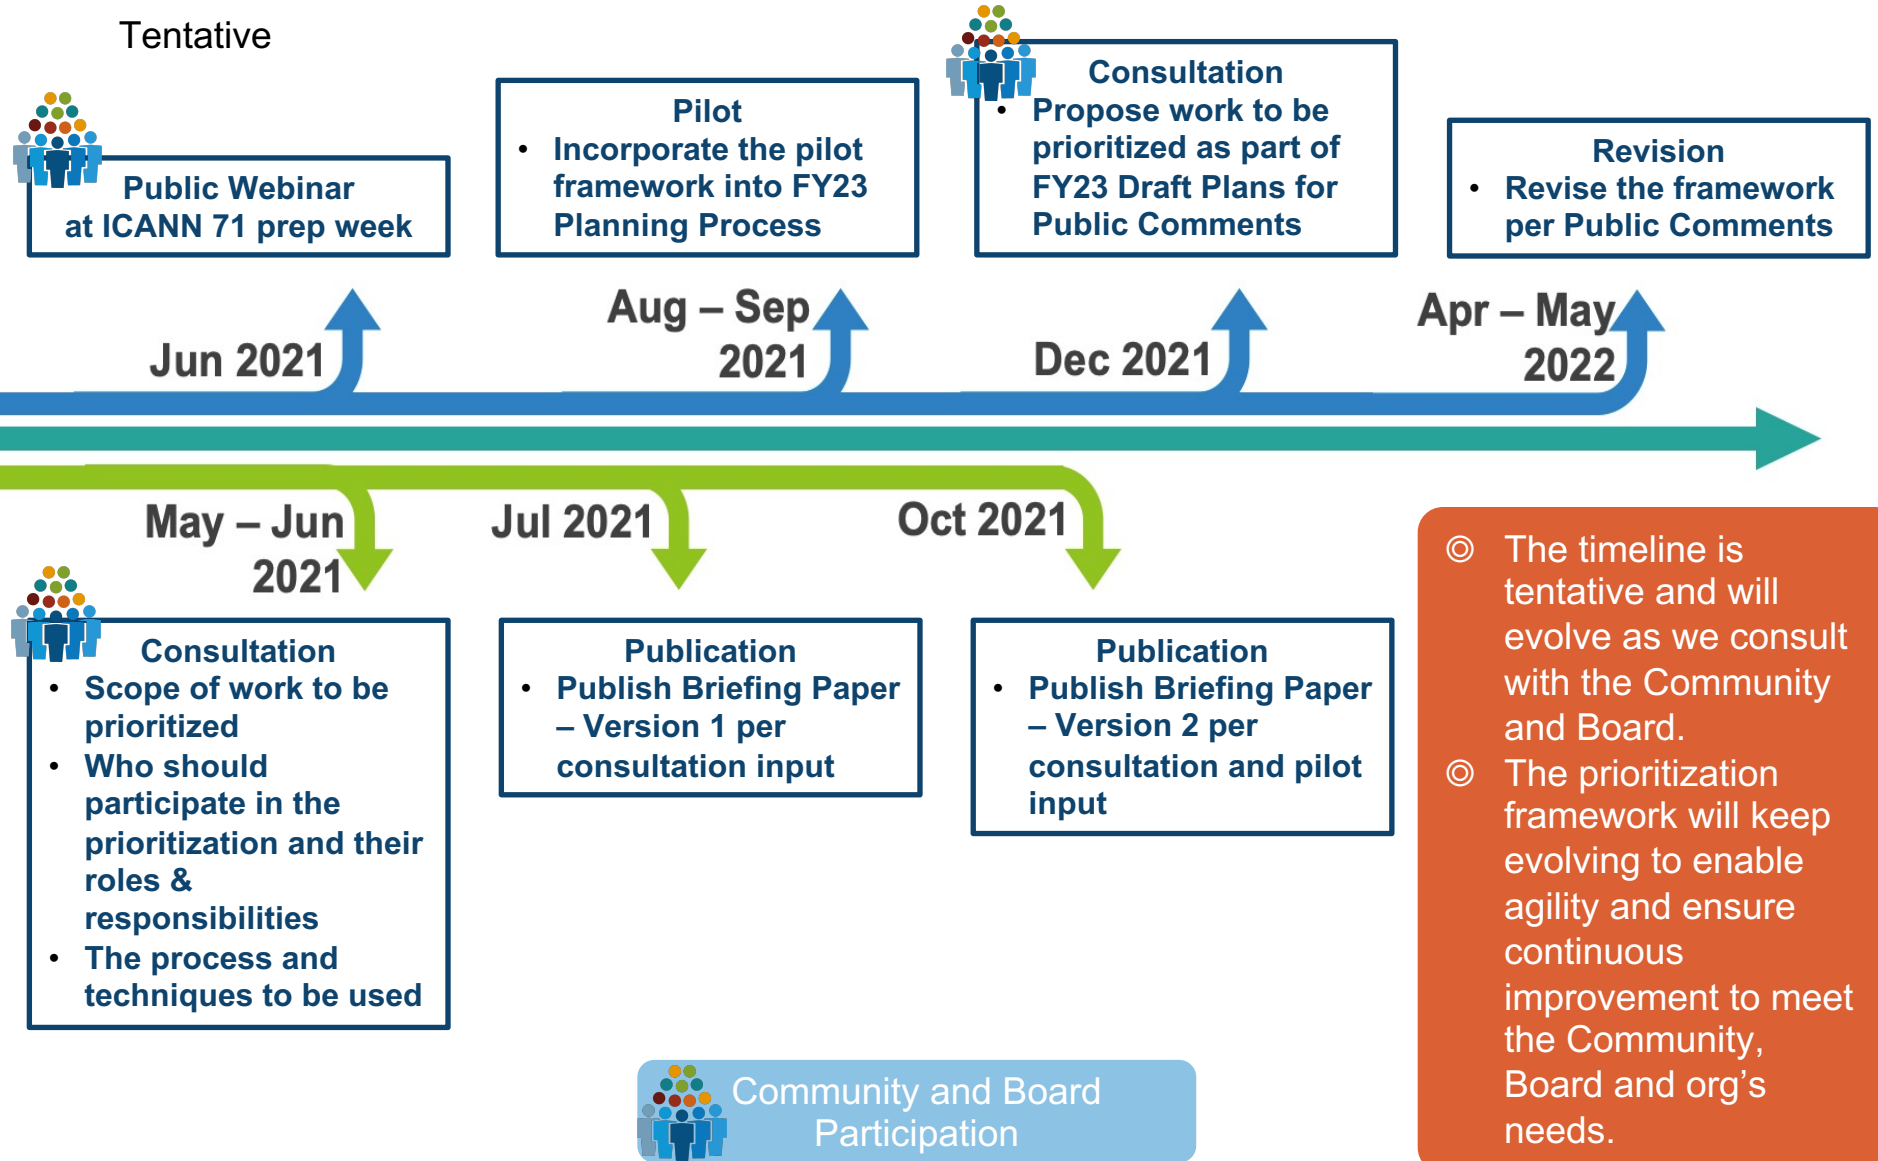 Tentative
Public Webinar
at ICANN 71 prep week
Pilot
• Incorporate the pilot
framework into FY23
Planning Process
Consultation
• Propose work to be
prioritized as part of
FY23 Draft Plans for
Public Comments
Revision
• Revise the framework
per Public Comments
Jun 2021
Aug – Sep
2021
Dec 2021
Apr – May
2022
May – Jun
2021
Jul 2021
Oct 2021
Consultation
• Scope of work to be
prioritized
• Who should
participate in the
prioritization and their
roles &
responsibilities
• The process and
techniques to be used
Publication
• Publish Briefing Paper
– Version 1 per
consultation input
Publication
• Publish Briefing Paper
– Version 2 per
consultation and pilot
input
◎ The timeline is
tentative and will
evolve as we consult
with the Community
and Board.
◎ The prioritization
framework will keep
evolving to enable
agility and ensure
continuous
improvement to meet
the Community,
Board and org’s
needs.
Community and Board
Participation